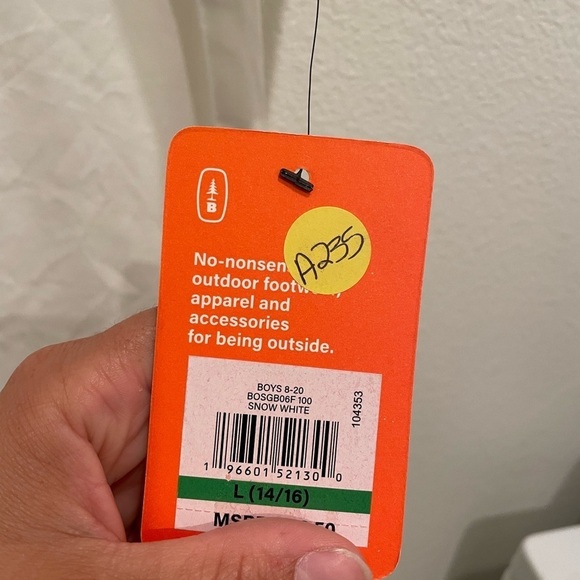 B
A235
No-nonsen
outdoor footw
apparel and
accessories
for being outside.
BOYS 8-20
BOSGB06F 100
SNOW WHITE
104353
1 96601 52130 0
L (14/16)